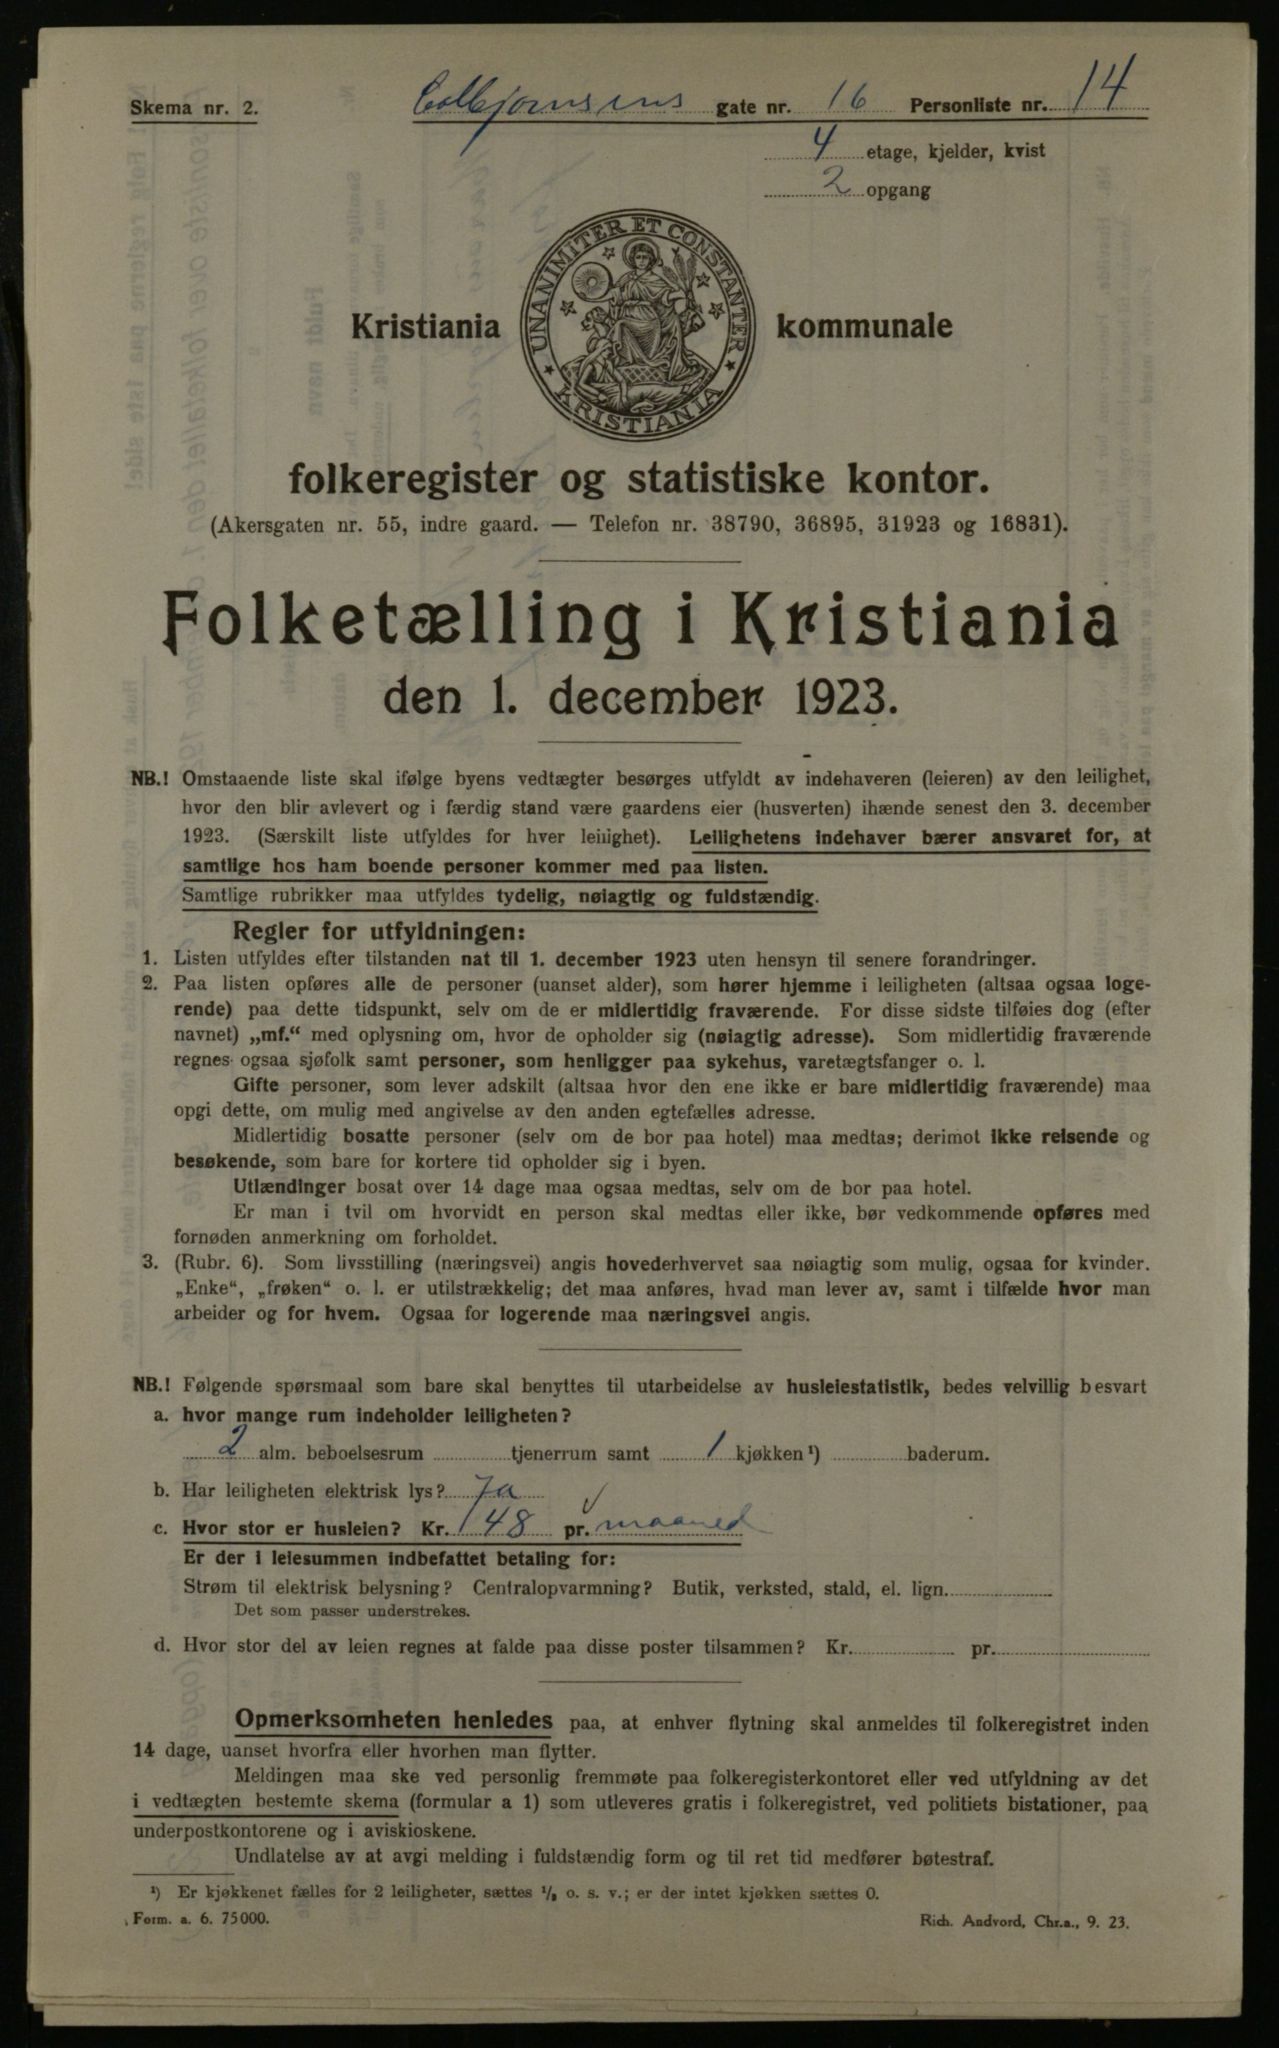 Skema nr. 2.
Colbjørnsens gate nr. 16 Personliste nr. 14
4 etage, kjelder, kvist
2 opgang
UNANIMITER ET CONSTANTER
KRISTIANIA
Kristiania kommunale
folkeregister og statistiske kontor.
(Akersgaten nr. 55, indre gaard. — Telefon nr. 38790, 36895, 31923 og 16831).
Folketælling i Kristiania
den 1. december 1923.
NB.! Omstaaende liste skal ifølge byens vedtægter besørges utfyldt av indehaveren (leieren) av den leilighet,
hvor den blir avlevert og i færdig stand være gaardens eier (husverten) ihænde senest den 3. december
1923. (Særskilt liste utfyldes for hver leilighet). Leilighetens indehaver bærer ansvaret for, at
samtlige hos ham boende personer kommer med paa listen.
Samtlige rubrikker maa utfyldes tydelig, nøiagtig og fuldstændig.
Regler for utfyldningen:
1. Listen utfyldes efter tilstanden nat til 1. december 1923 uten hensyn til senere forandringer.
2. Paa listen opføres alle de personer (uanset alder), som hører hjemme i leiligheten (altsaa ogsaa loge-
rende) paa dette tidspunkt, selv om de er midlertidig fraværende. For disse sidste tilføies dog (efter
navnet) „mf.“ med oplysning om, hvor de opholder sig (nøiagtig adresse). Som midlertidig fraværende
regnes ogsaa sjøfolk samt personer, som henligger paa sykehus, varetægtsfanger o. l.
Gifte personer, som lever adskilt (altsaa hvor den ene ikke er bare midlertidig fraværende) maa
opgi dette, om mulig med angivelse av den anden egtefælles adresse.
Midlertidig bosatte personer (selv om de bor paa hotel) maa medtas; derimot ikke reisende og
besøkende, som bare for kortere tid opholder sig i byen.
Utlændinger bosat over 14 dage maa ogsaa medtas, selv om de bor paa hotel.
Er man i tvil om hvorvidt en person skal medtas eller ikke, bør vedkommende opføres med
fornøden anmerkning om forholdet.
3. (Rubr. 6). Som livsstilling (næringsvei) angis hovederhvervet saa nøiagtig som mulig, ogsaa for kvinder.
„Enke“, „frøken“ o. l. er utilstrækkelig; det maa anføres, hvad man lever av, samt i tilfælde hvor man
arbeider og for hvem. Ogsaa for logerende maa næringsvei angis.
NB.! Følgende spørsmaal som bare skal benyttes til utarbeidelse av husleiestatistik, bedes velvillig besvart
a. hvor mange rum indeholder leiligheten?
2 alm. beboelsesrum tjenerrum samt 1 kjøkken ¹) baderum.
b. Har leiligheten elektrisk lys? Ja
c. Hvor stor er husleien? Kr. 148 pr. maaned
Er der i leiesummen indbefattet betaling for:
Strøm til elektrisk belysning? Centralopvarmning? Butik, verksted, stald, el. lign.
Det som passer understrekes.
d. Hvor stor del av leien regnes at falde paa disse poster tilsammen? Kr. pr.
Opmerksomheten henledes paa, at enhver flytning skal anmeldes til folkeregistret inden
14 dage, uanset hvorfra eller hvorhen man flytter.
Meldingen maa ske ved personlig fremmøte paa folkeregisterkontoret eller ved utfyldning av det
i vedtægten bestemte skema (formular a 1) som utleveres gratis i folkeregistret, ved politiets bistationer, paa
underpostkontorene og i aviskioskene.
Undlatelse av at avgi melding i fuldstændig form og til ret tid medfører bøtestraf.
¹) Er kjøkkenet fælles for 2 leiligheter, sættes ½ o. s. v.; er der intet kjøkken sættes 0.
Form. a. 6. 75000.
Rich. Andvord, Chr.a., 9. 23.